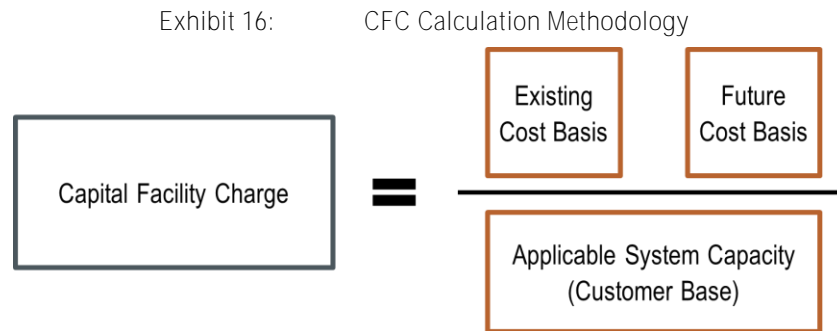 Exhibit 16: CFC Calculation Methodology
Existing
Cost Basis
Future
Cost Basis
Capital Facility Charge
=
Applicable System Capacity
(Customer Base)